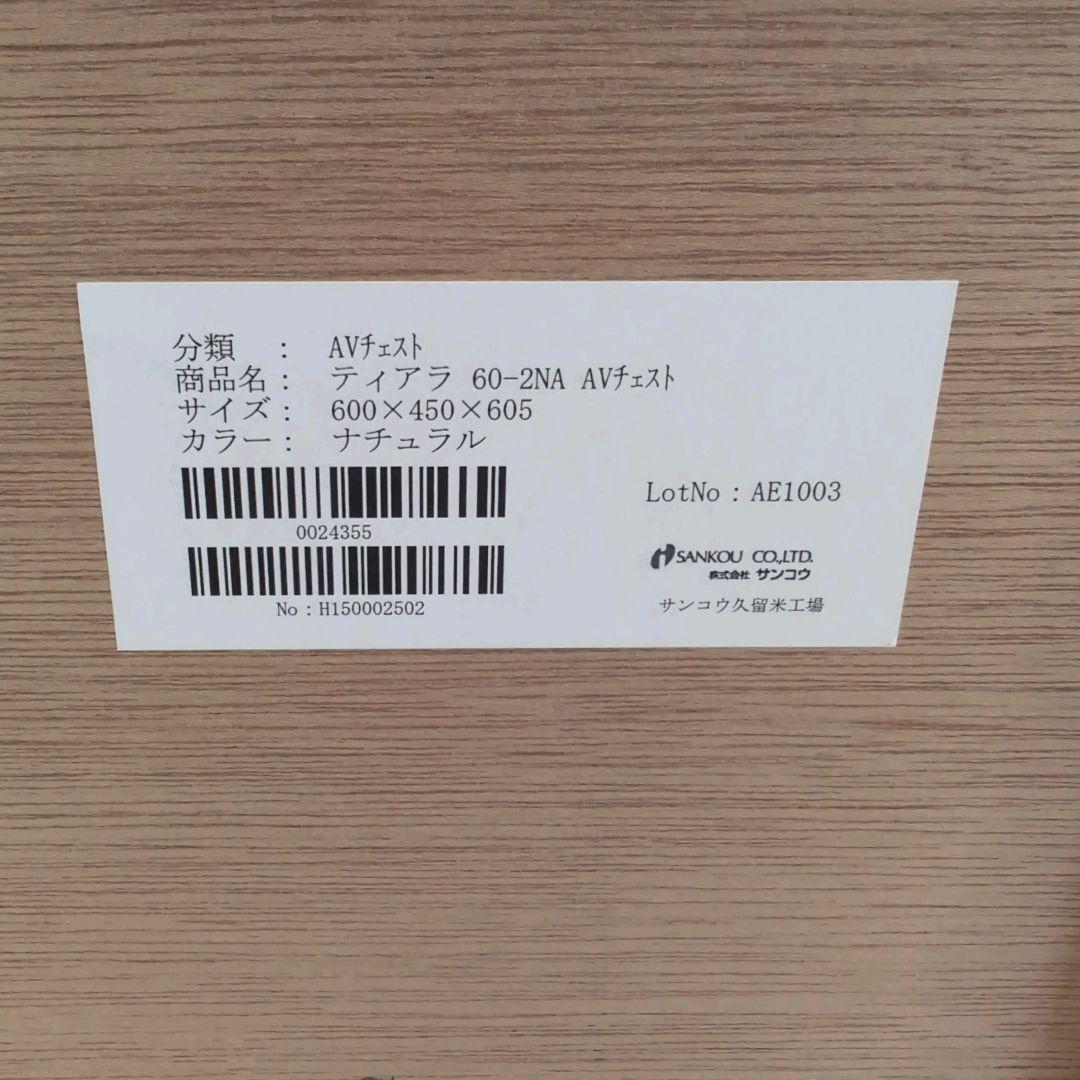 分類　：　AVﾁｪｽﾄ
商品名：　ティアラ 60-2NA AVﾁｪｽﾄ
サイズ：　600×450×605
カラー：　ナチュラル
0024355
No：H150002502
LotNo：AE1003
SANKOU CO.,LTD.
株式会社 サンコウ
サンコウ久留米工場